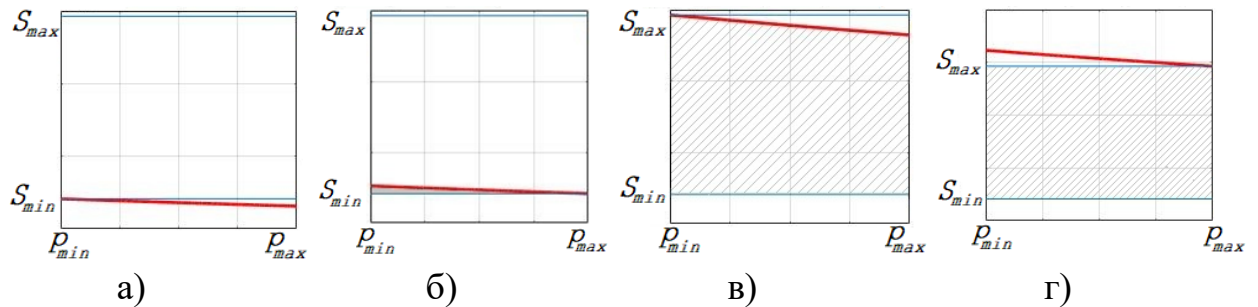 S_max S_max S_max S_max
S_min S_min S_min S_min
p_min p_max p_min p_max p_min p_max p_min p_max
а) б) в) г)